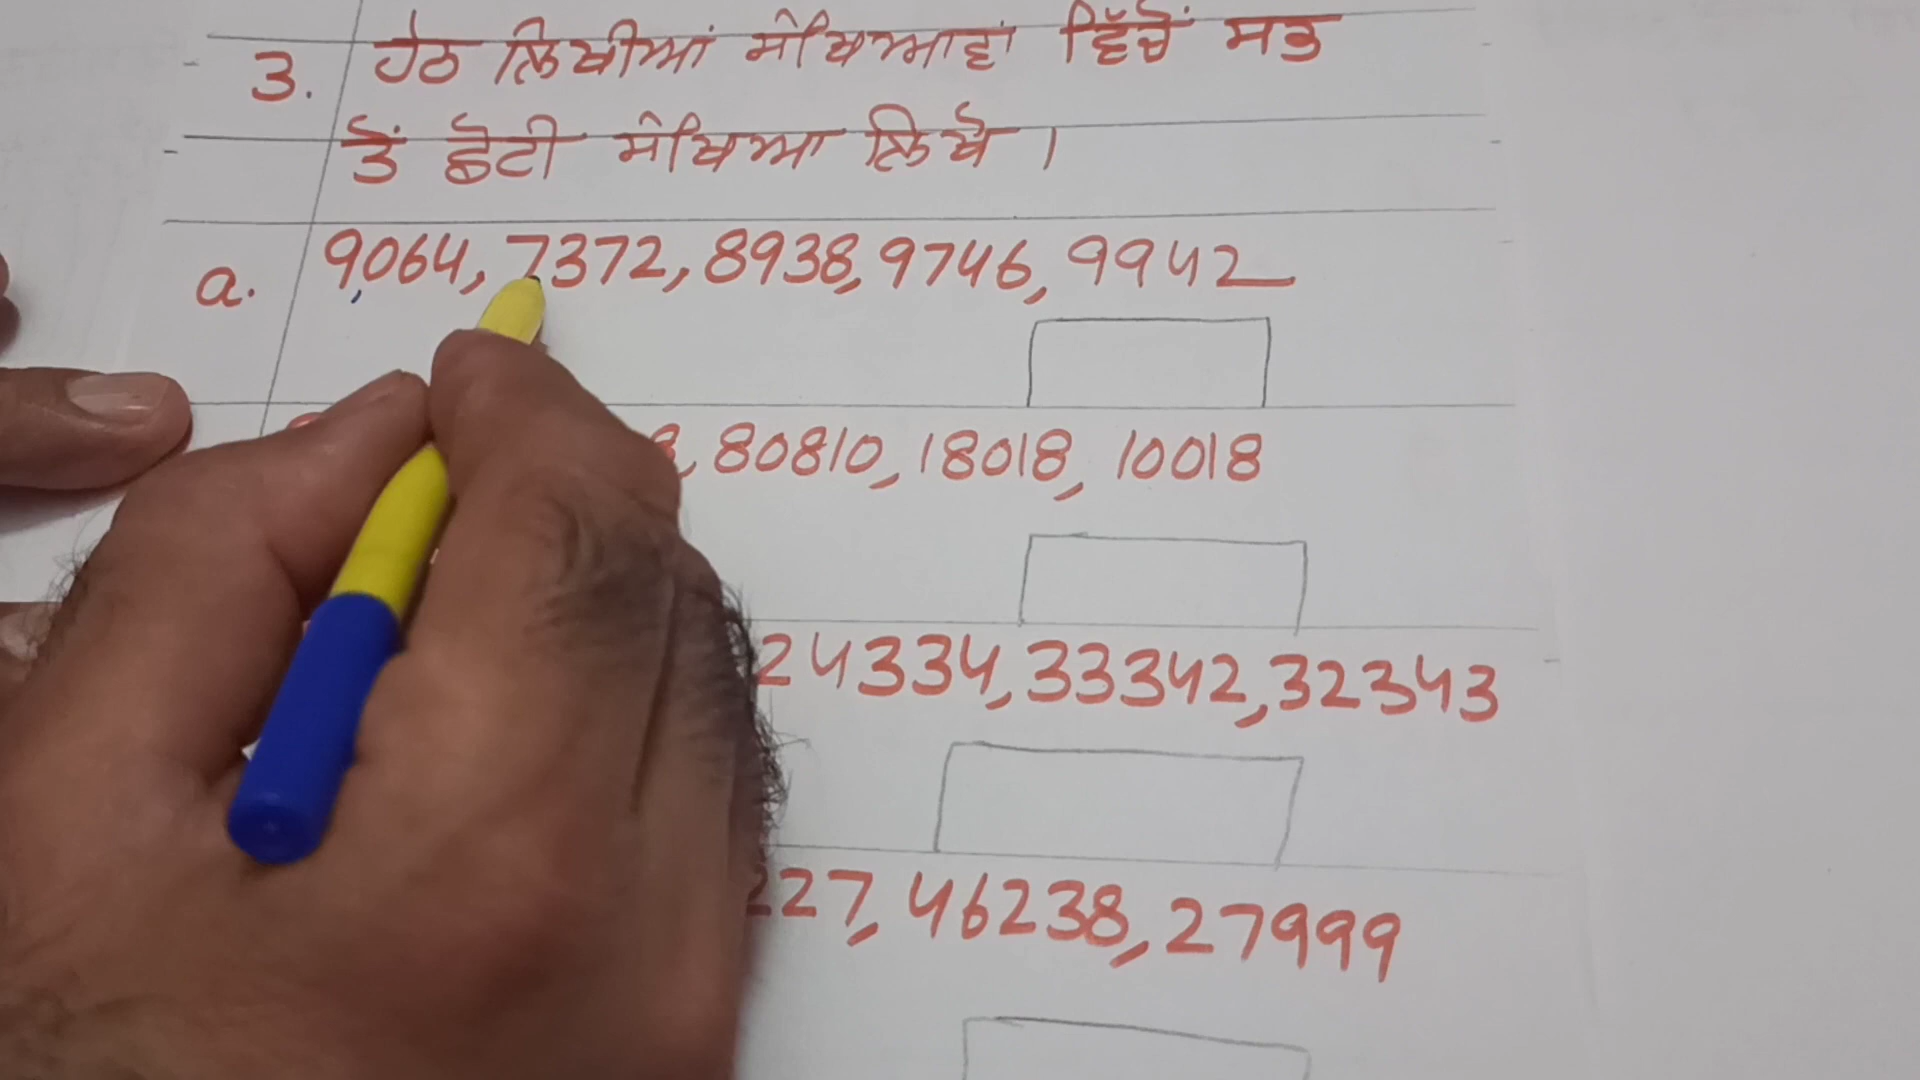 3. ਹੇਠ ਲਿਖੀਆਂ ਸੰਖਿਆਵਾਂ ਵਿੱਚੋਂ ਸਭ
ਤੋਂ ਛੋਟੀ ਸੰਖਿਆ ਲਿਖੋ ।
a. 9064, 7372, 8938, 9746, 9942
80810, 18018, 10018
24334, 33342, 32343
46238, 27999